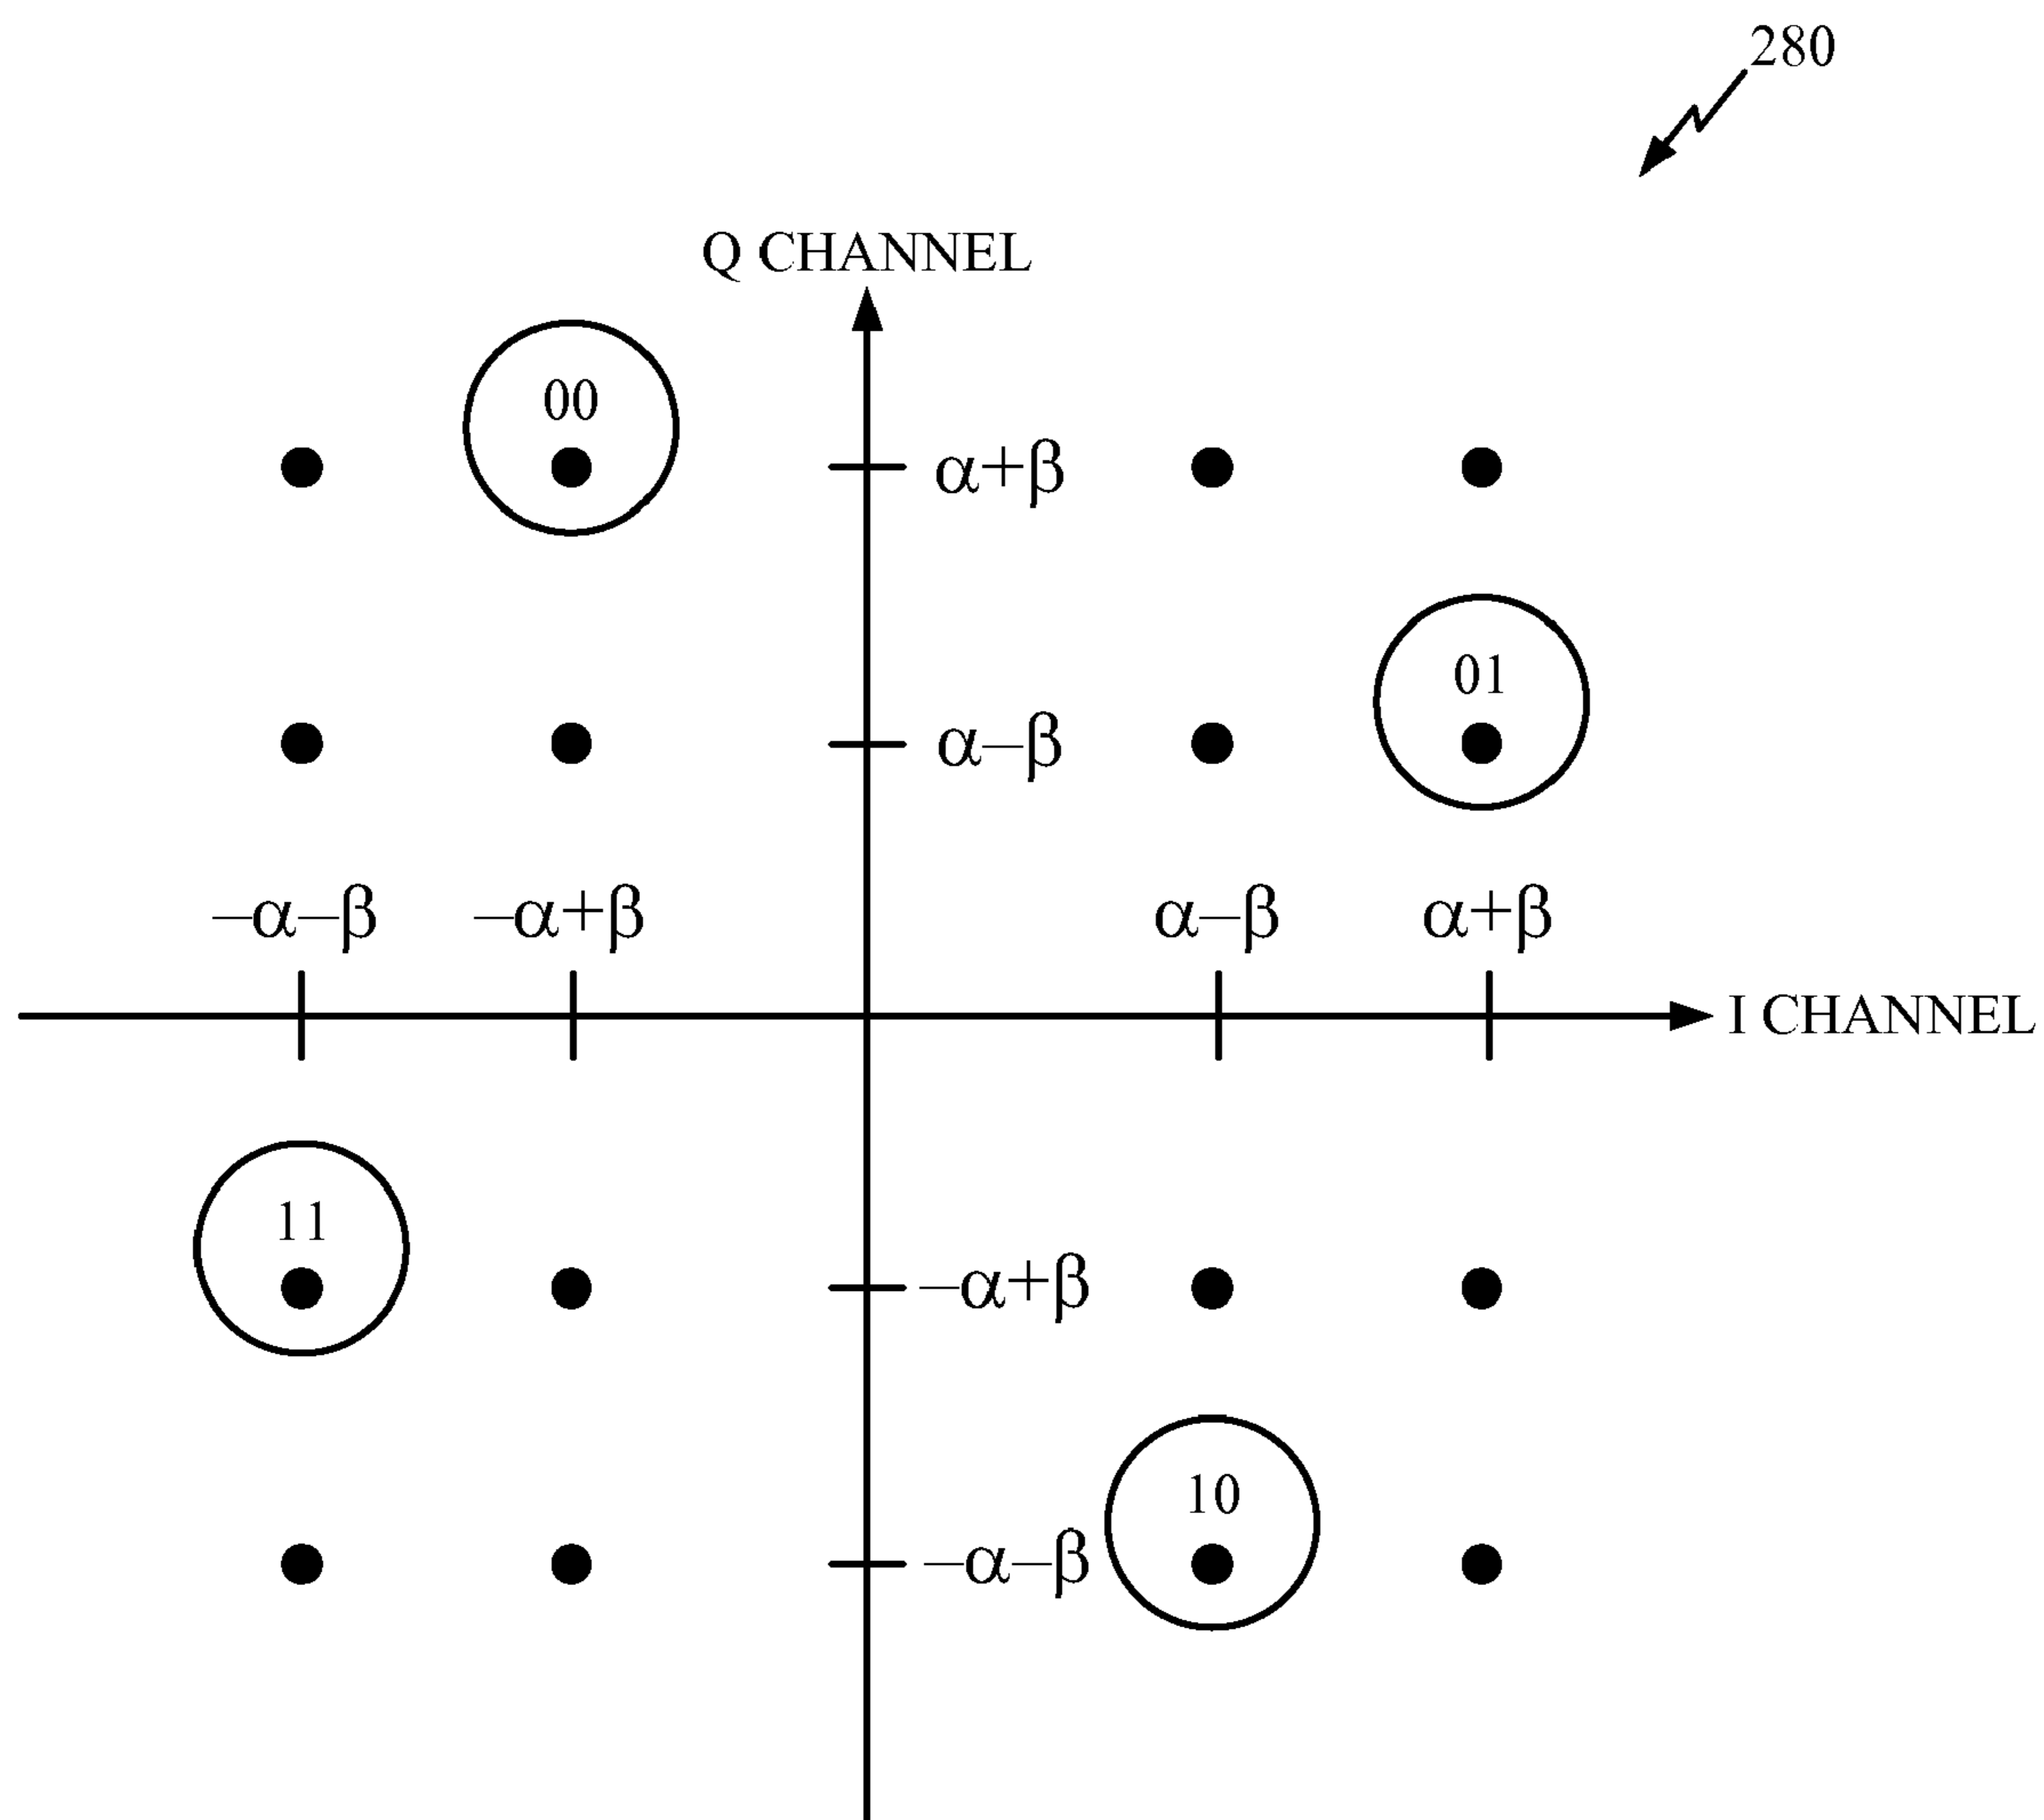 280
Q CHANNEL
00
α+β
01
α–β
–α–β –α+β α–β α+β
I CHANNEL
11
–α+β
10
–α–β